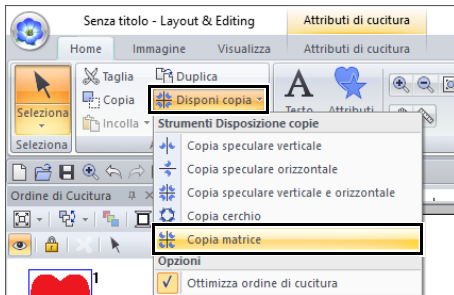 Senza titolo - Layout & Editing
Attributi di cucitura
Home Immagine Visualizza Attributi di cucitura
Taglia Duplica
Copia Disponi copia
Seleziona Incolla Testo Attributi
Seleziona
Strumenti Disposizione copie
Copia speculare verticale
Copia speculare orizzontale
Copia speculare verticale e orizzontale
Copia cerchio
Copia matrice
Opzioni
Ottimizza ordine di cucitura
Ordine di Cucitura
1